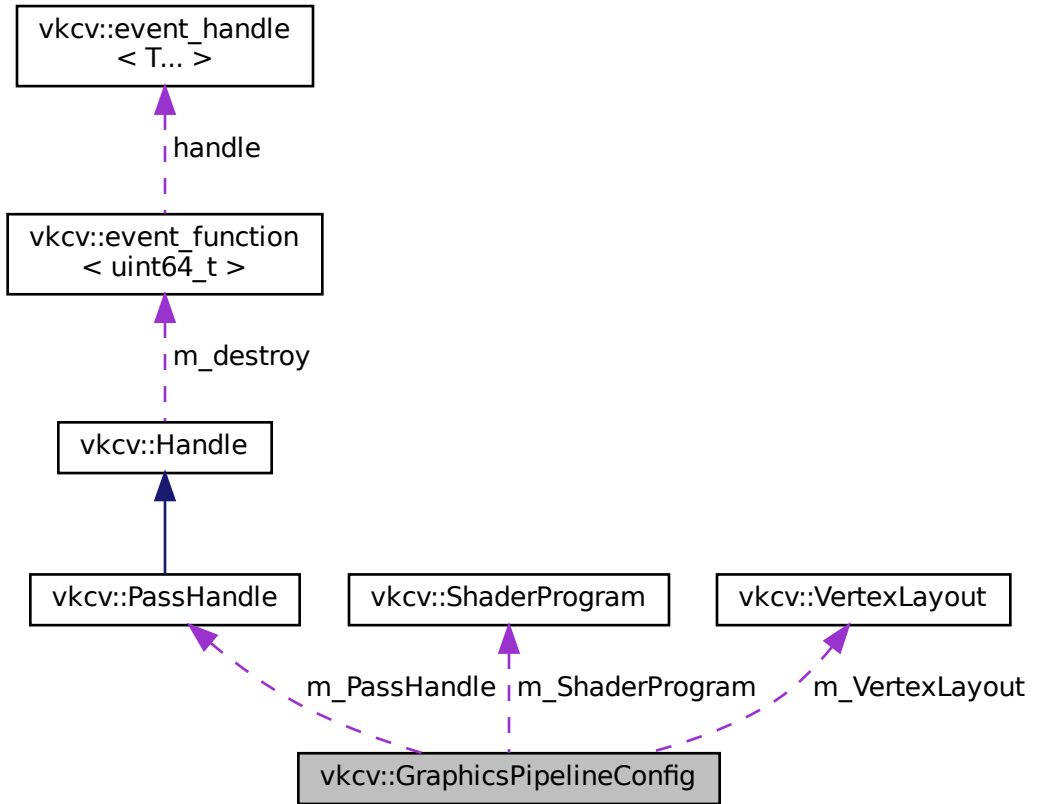 vkcv::event_handle
< T... >
handle
vkcv::event_function
< uint64_t >
m_destroy
vkcv::Handle
vkcv::PassHandle
vkcv::ShaderProgram
vkcv::VertexLayout
m_PassHandle
m_ShaderProgram
m_VertexLayout
vkcv::GraphicsPipelineConfig